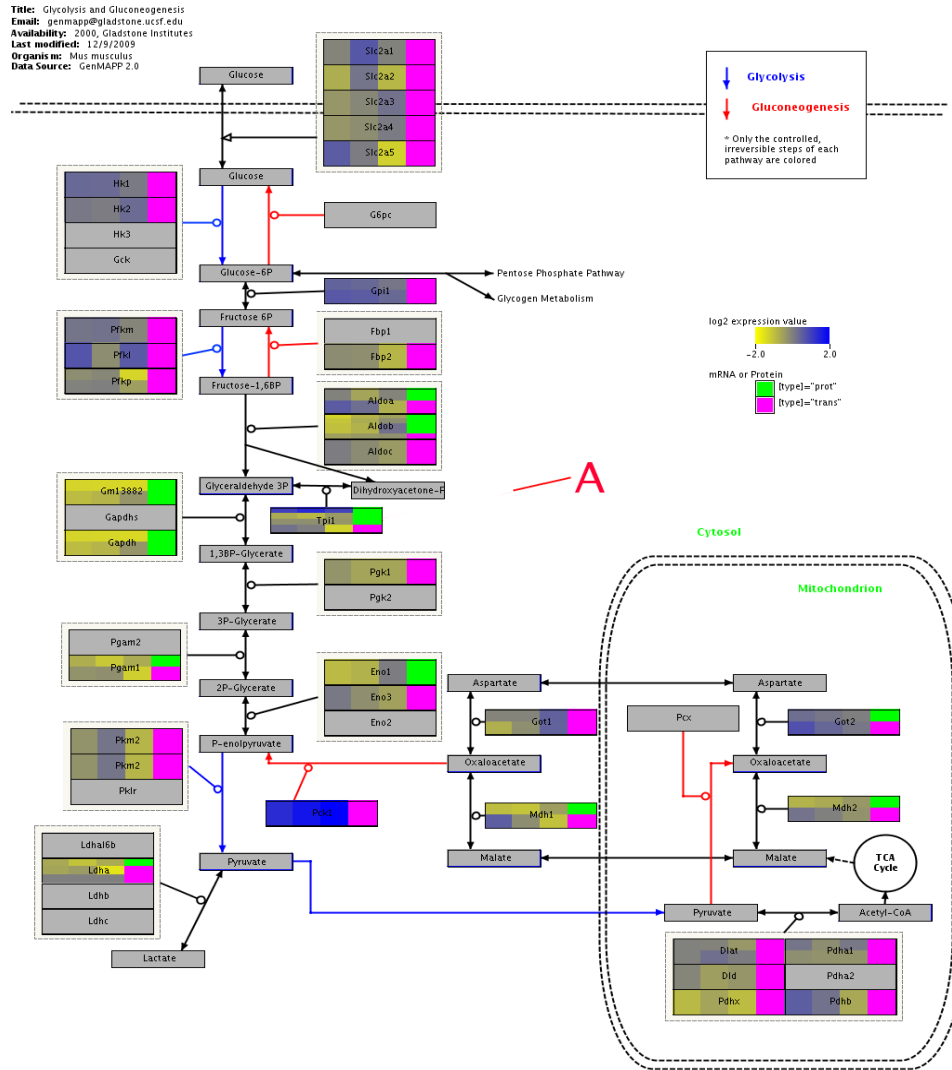 Title: Glycolysis and Gluconeogenesis
Email: genmapp@gladstone.ucsf.edu
Availability: 2000, Gladstone Institutes
Last modified: 12/9/2009
Organism: Mus musculus
Data Source: GenMAPP 2.0
Glucose
Slc2a1
Slc2a2
Slc2a3
Slc2a4
Slc2a5
Glycolysis
Gluconeogenesis
* Only the controlled,
irreversible steps of each
pathway are colored
Glucose
Hk1
Hk2
Hk3
Gck
G6pc
Glucose-6P
Pentose Phosphate Pathway
Glycogen Metabolism
Gpi1
Fructose 6P
Pfkm
Pfkl
Pfkp
Fbp1
Fbp2
Fructose-1,6BP
log2 expression value
-2.0
2.0
mRNA or Protein
[type]="prot"
[type]="trans"
Aldoa
Aldob
Aldoc
A
Glyceraldehyde 3P
Dihydroxyacetone-P
Gm13882
Gapdhs
Gapdh
Tpi1
Cytosol
1,3BP-Glycerate
Pgk1
Pgk2
Mitochondrion
3P-Glycerate
Pgam2
Pgam1
2P-Glycerate
Eno1
Eno3
Eno2
Aspartate
Aspartate
Got1
Pcx
Got2
Pkm2
Pkm2
Pklr
P-enolpyruvate
Oxaloacetate
Oxaloacetate
Pck1
Mdh1
Mdh2
Ldhal6b
Ldha
Ldhb
Ldhc
Pyruvate
Malate
Malate
TCA
Cycle
Pyruvate
Acetyl-CoA
Lactate
Dlat
Pdha1
Dld
Pdha2
Pdhx
Pdhb